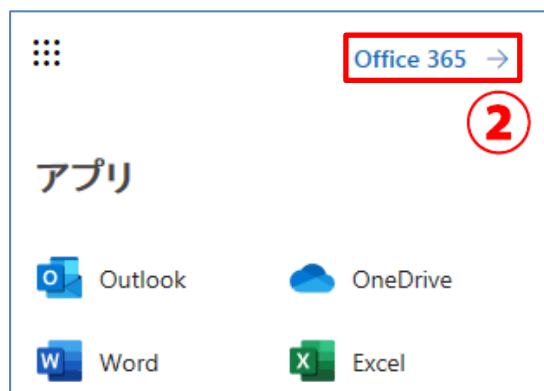 Office 365 →
②
アプリ
Outlook
OneDrive
Word
Excel